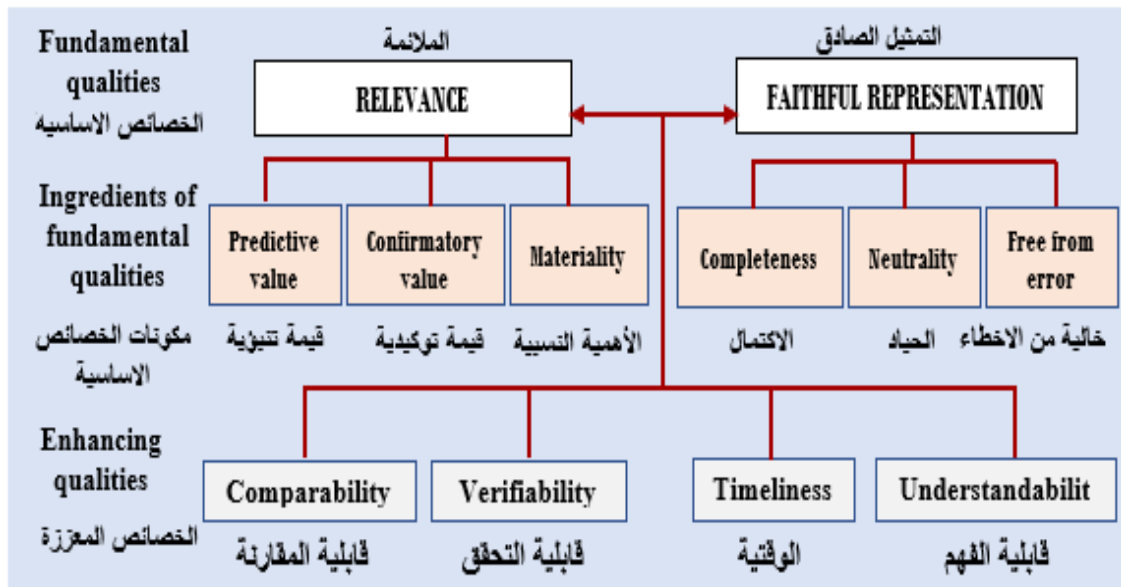 Fundamental
qualities
الخصائص الاساسيه
الملائمة
RELEVANCE
التمثيل الصادق
FAITHFUL REPRESENTATION
Ingredients of
fundamental
qualities
مكونات الخصائص
الاساسية
Predictive
value
قيمة تنبؤية
Confirmatory
value
قيمة توكيدية
Materiality
الأهمية النسبية
Completeness
الاكتمال
Neutrality
الحياد
Free from
error
خالية من الاخطاء
Enhancing
qualities
الخصائص المعززة
Comparability
قابلية المقارنة
Verifiability
قابلية التحقق
Timeliness
الوقتية
Understandabilit
قابلية الفهم